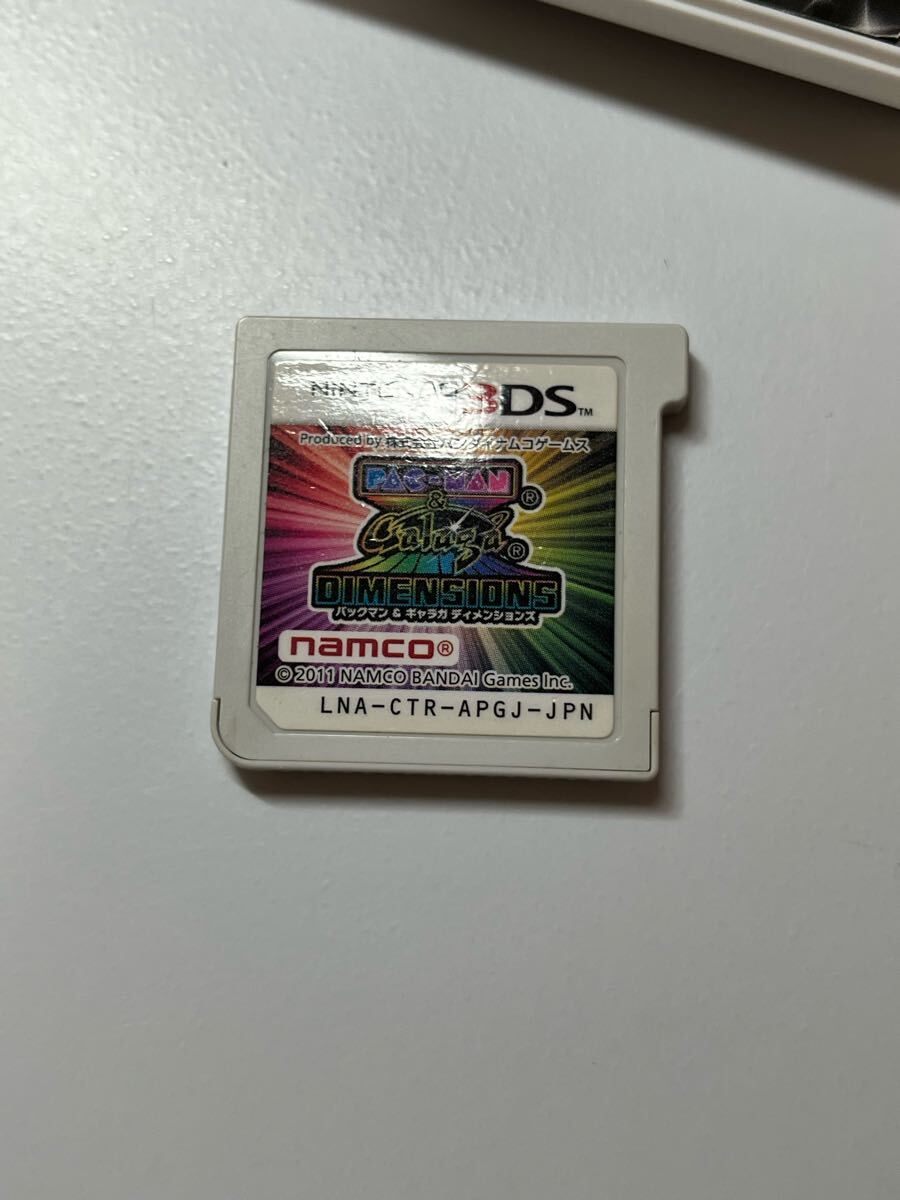 NINTENDO 3DS™
Produced by 株式会社バンダイナムコゲームス
PAC-MAN®
&
Galaga®
DIMENSIONS
パックマン & ギャラガ ディメンションズ
namco®
© 2011 NAMCO BANDAI Games Inc.
LNA-CTR-APGJ-JPN